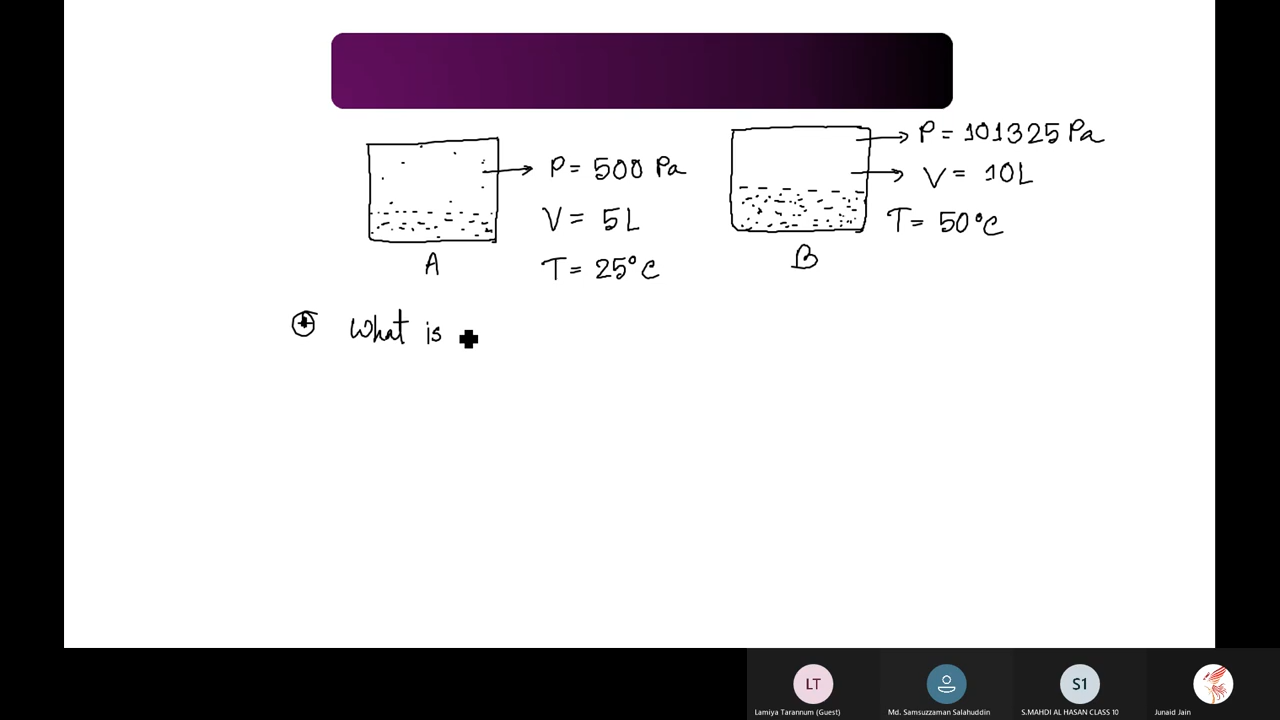 P = 500 Pa
V = 5L
T = 25°C
A
P = 101325 Pa
V = 10L
T = 50°C
B
What is
LT
Lamiya Tarannum (Guest)
Md. Samsuzzaman Salahuddin
S1
S.MAHDI AL HASAN CLASS 10
Junaid Jain